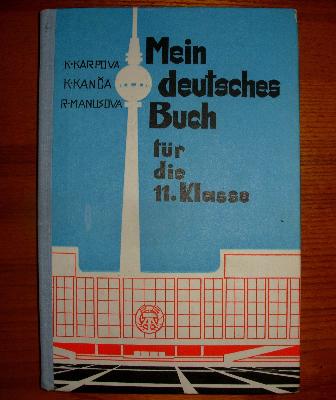 K·KARPOVA
K·KANČA
R·MANUSOVA
Mein
deutsches
Buch
für
die
11.Klasse